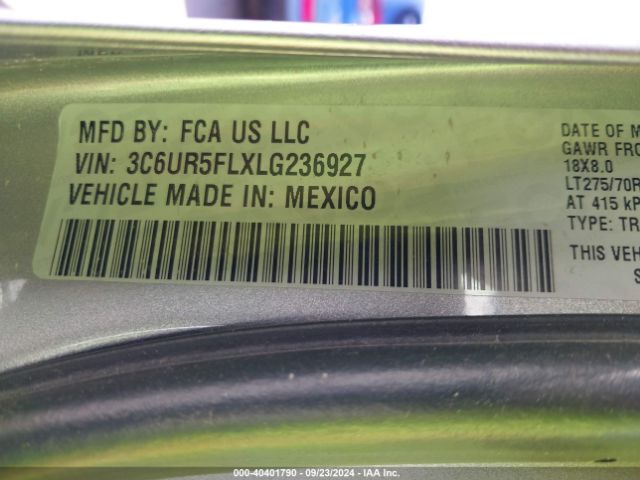 MFD BY: FCA US LLC
VIN: 3C6UR5FLXLG236927
VEHICLE MADE IN: MEXICO
DATE OF M
GAWR FRO
18X8.0
LT275/70R
AT 415 kP
TYPE: TR
THIS VEH
S
000-40401790 - 09/23/2024 - IAA Inc.